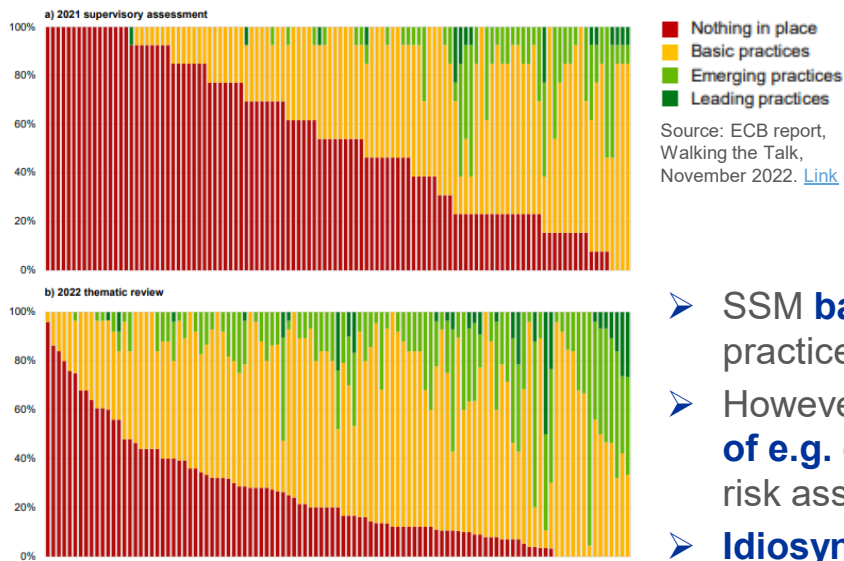 a) 2021 supervisory assessment
100%
80%
60%
40%
20%
0%
Nothing in place
Basic practices
Emerging practices
Leading practices
Source: ECB report,
Walking the Talk,
November 2022. Link
b) 2022 thematic review
100%
80%
60%
40%
20%
0%
➤ SSM
practice
➤ Howeve
of e.g.
risk ass
➤ Idiosyn